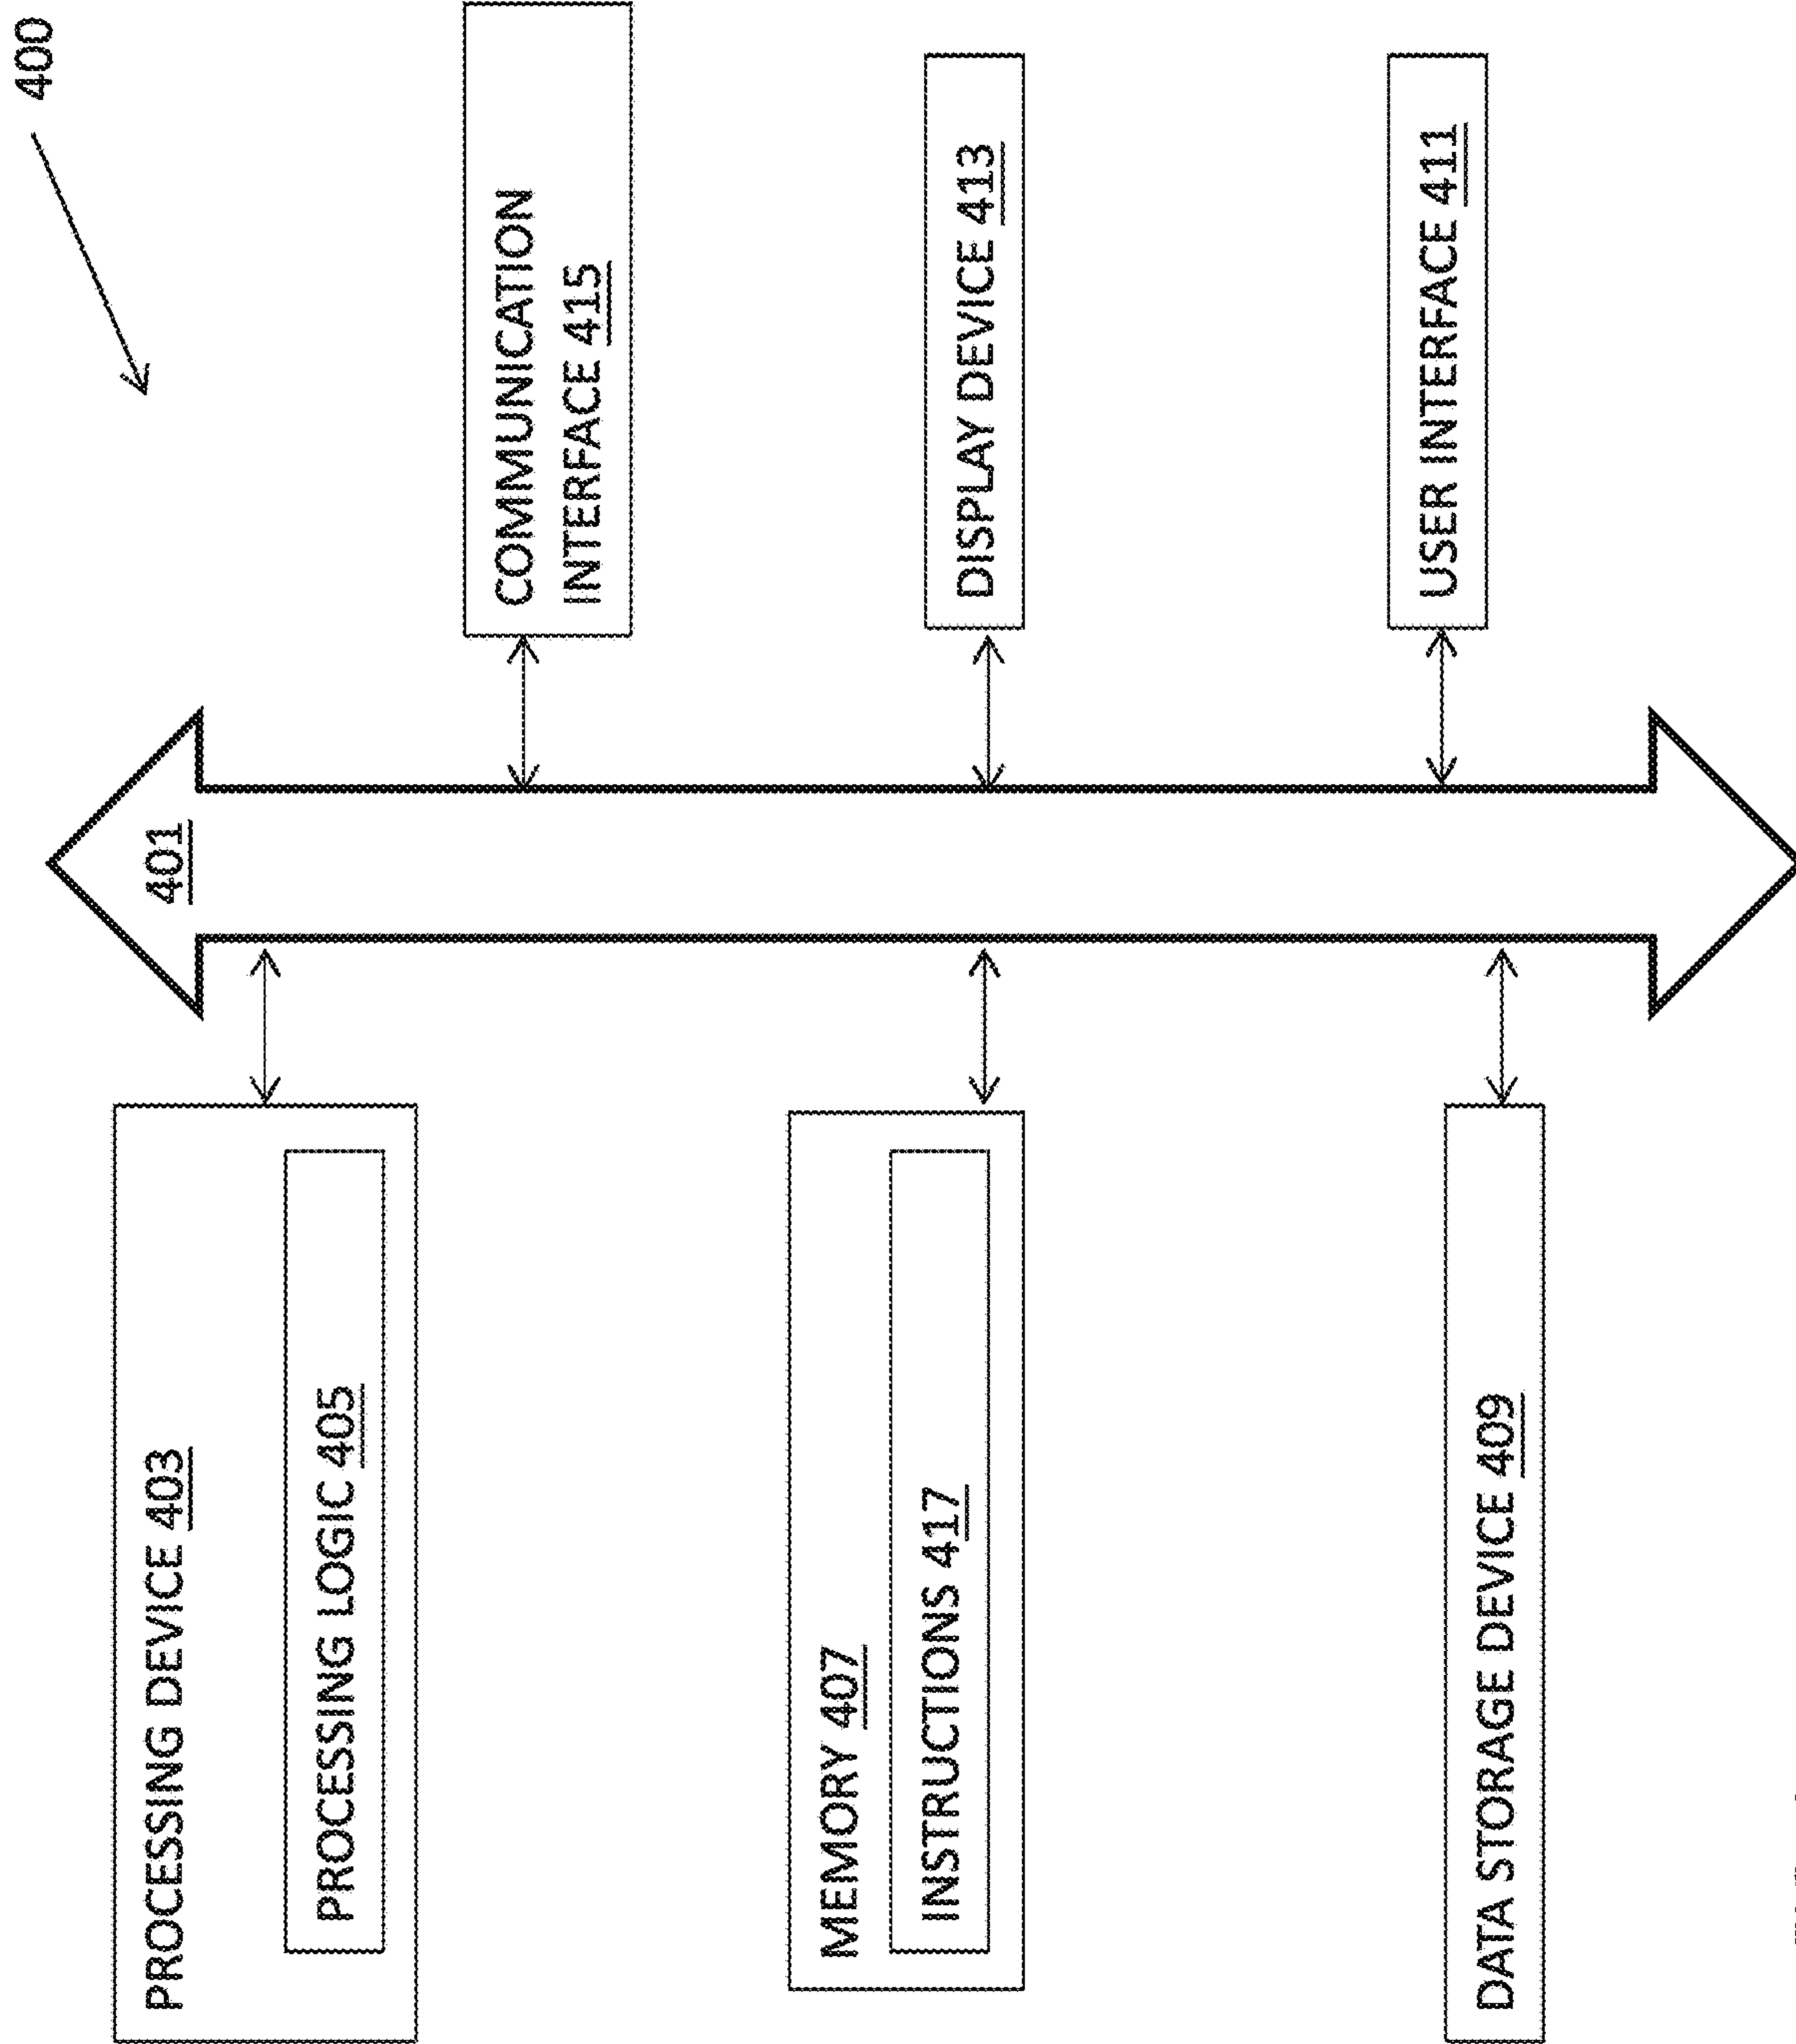 400
PROCESSING DEVICE 403
PROCESSING LOGIC 405
401
COMMUNICATION
INTERFACE 415
MEMORY 407
INSTRUCTIONS 417
DISPLAY DEVICE 413
DATA STORAGE DEVICE 409
USER INTERFACE 411